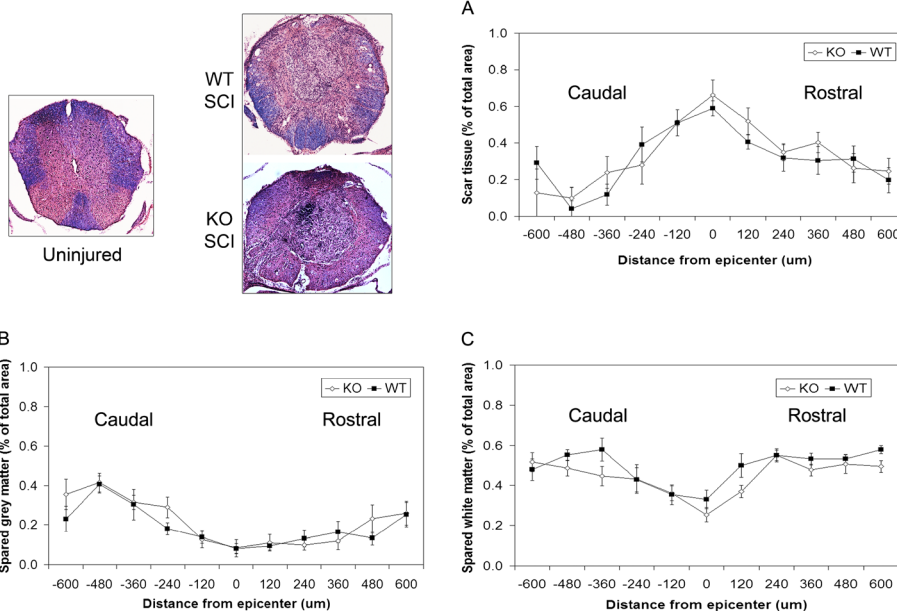 A
WT
SCI
KO
SCI
Uninjured
Scar tissue (% of total area)
1.0
0.8
0.6
0.4
0.2
0.0
KO WT
Caudal Rostral
-600 -480 -360 -240 -120 0 120 240 360 480 600
Distance from epicenter (um)
B
Spared grey matter (% of total area)
1.0
0.8
0.6
0.4
0.2
0.0
KO WT
Caudal Rostral
-600 -480 -360 -240 -120 0 120 240 360 480 600
Distance from epicenter (um)
C
Spared white matter (% of total area)
1.0
0.8
0.6
0.4
0.2
0.0
KO WT
Caudal Rostral
-600 -480 -360 -240 -120 0 120 240 360 480 600
Distance from epicenter (um)